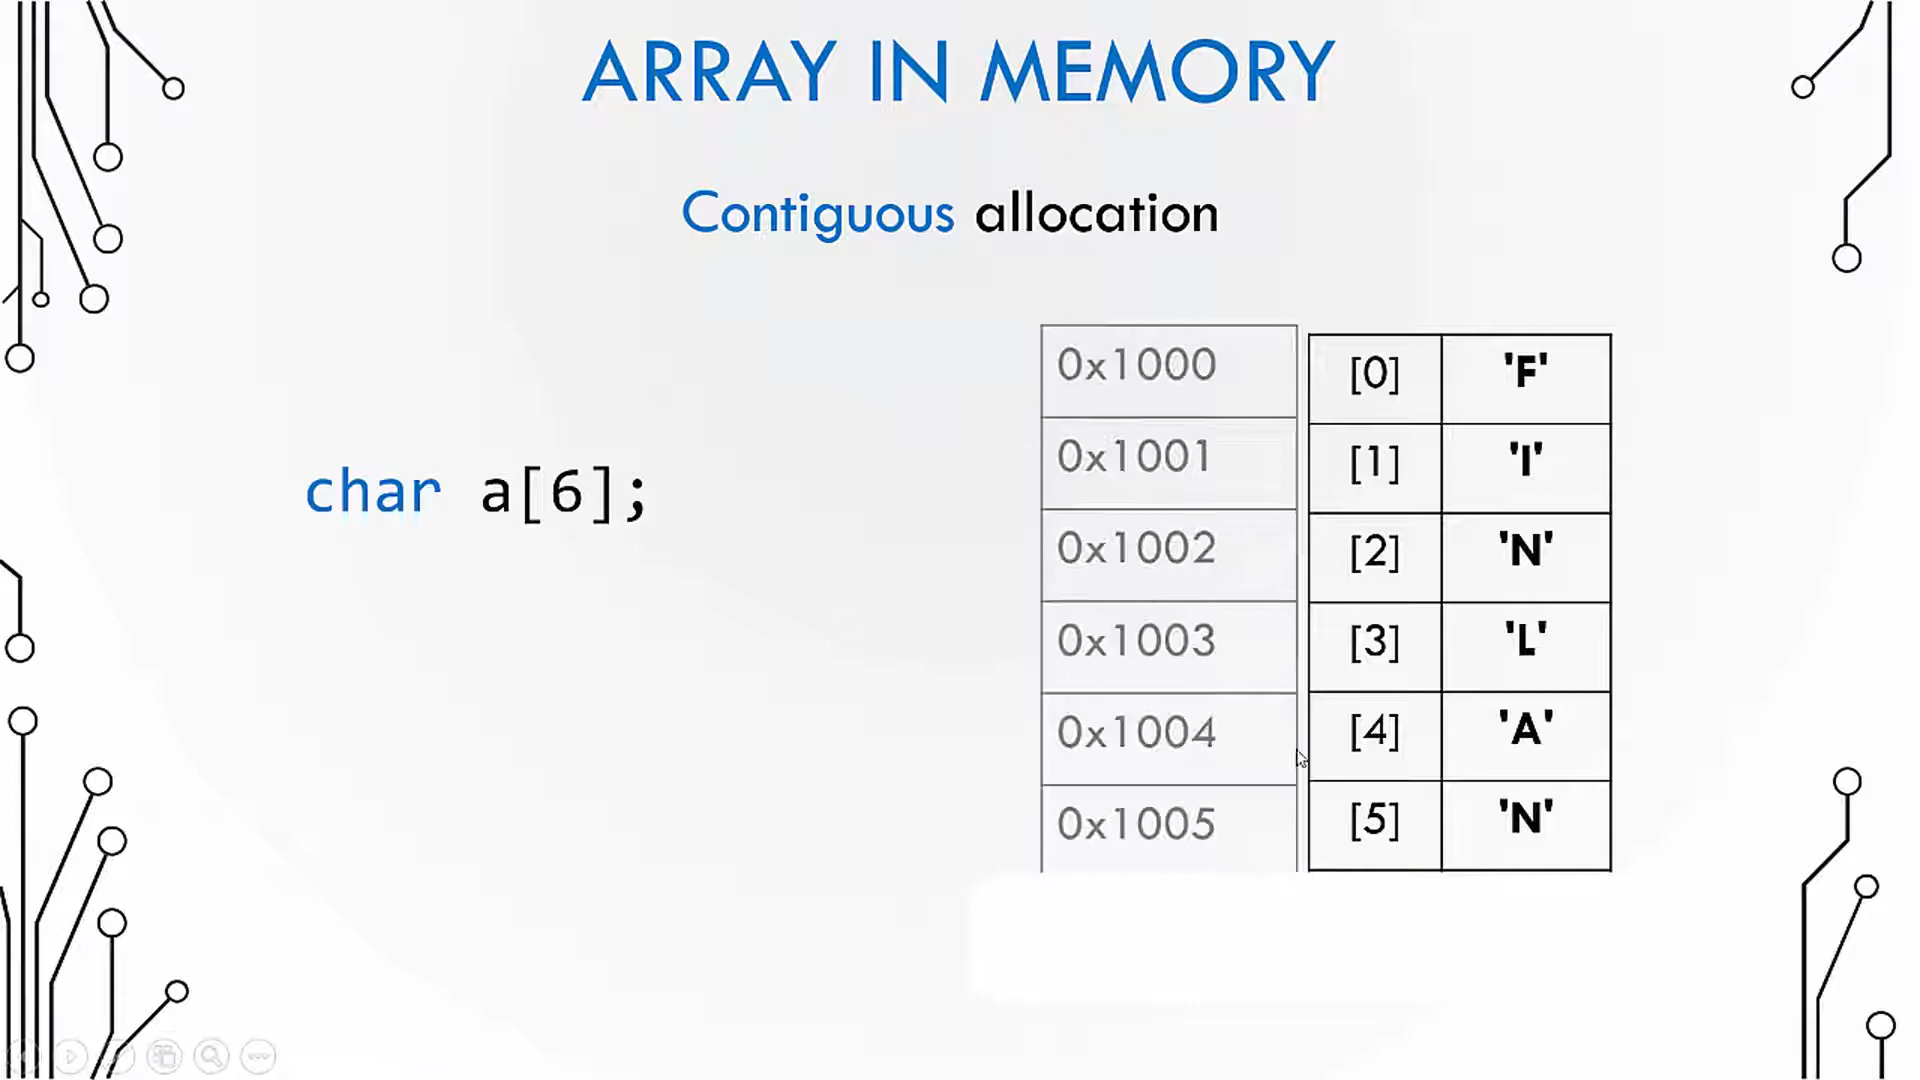 ARRAY IN MEMORY
Contiguous allocation
char a[6];
0x1000 [0] 'F'
0x1001 [1] 'I'
0x1002 [2] 'N'
0x1003 [3] 'L'
0x1004 [4] 'A'
0x1005 [5] 'N'